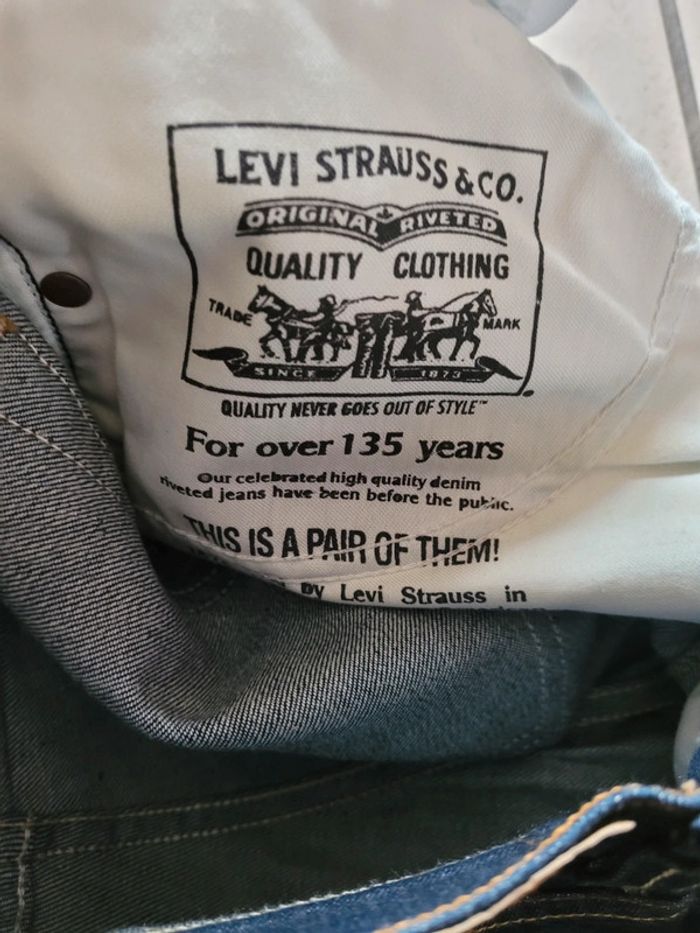 LEVI STRAUSS & CO.
ORIGINAL RIVETED
QUALITY CLOTHING
TRADE MARK
SINCE 1873
QUALITY NEVER GOES OUT OF STYLE™
For over 135 years
Our celebrated high quality denim
riveted jeans have been before the public.
THIS IS A PAIR OF THEM!
BY Levi Strauss in